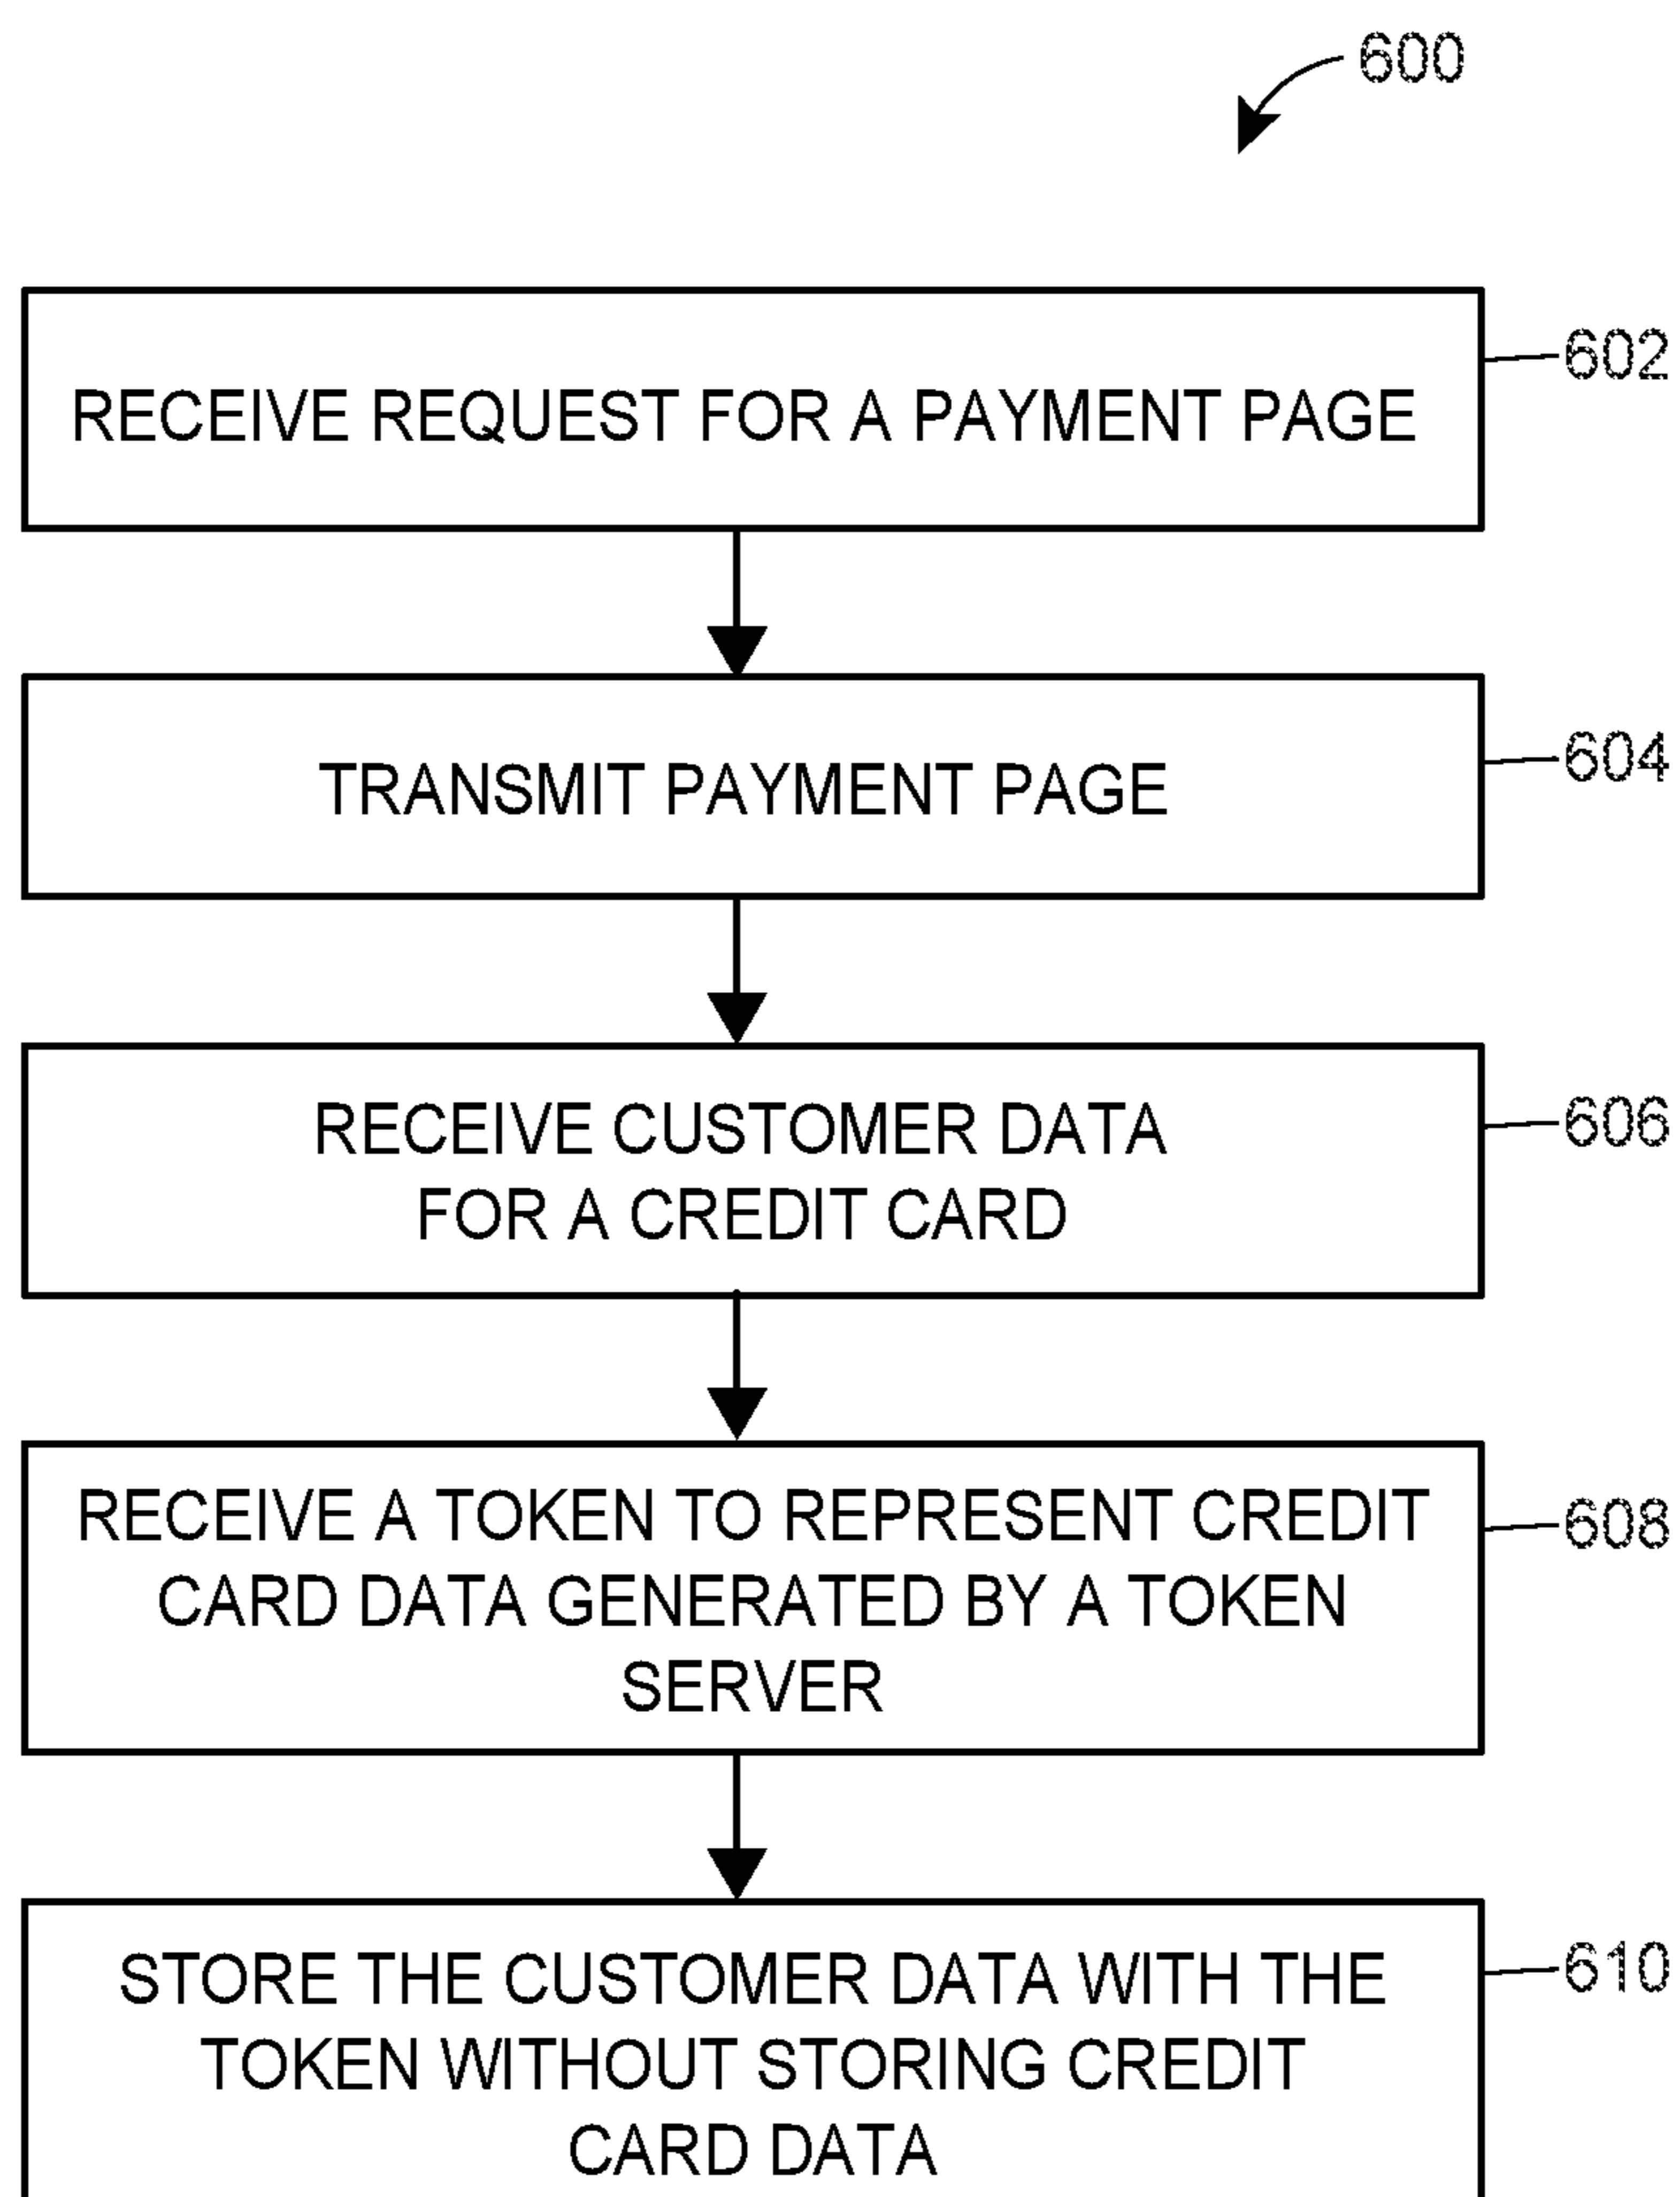 600
RECEIVE REQUEST FOR A PAYMENT PAGE
602
TRANSMIT PAYMENT PAGE
604
RECEIVE CUSTOMER DATA
FOR A CREDIT CARD
606
RECEIVE A TOKEN TO REPRESENT CREDIT
CARD DATA GENERATED BY A TOKEN
SERVER
608
STORE THE CUSTOMER DATA WITH THE
TOKEN WITHOUT STORING CREDIT
CARD DATA
610